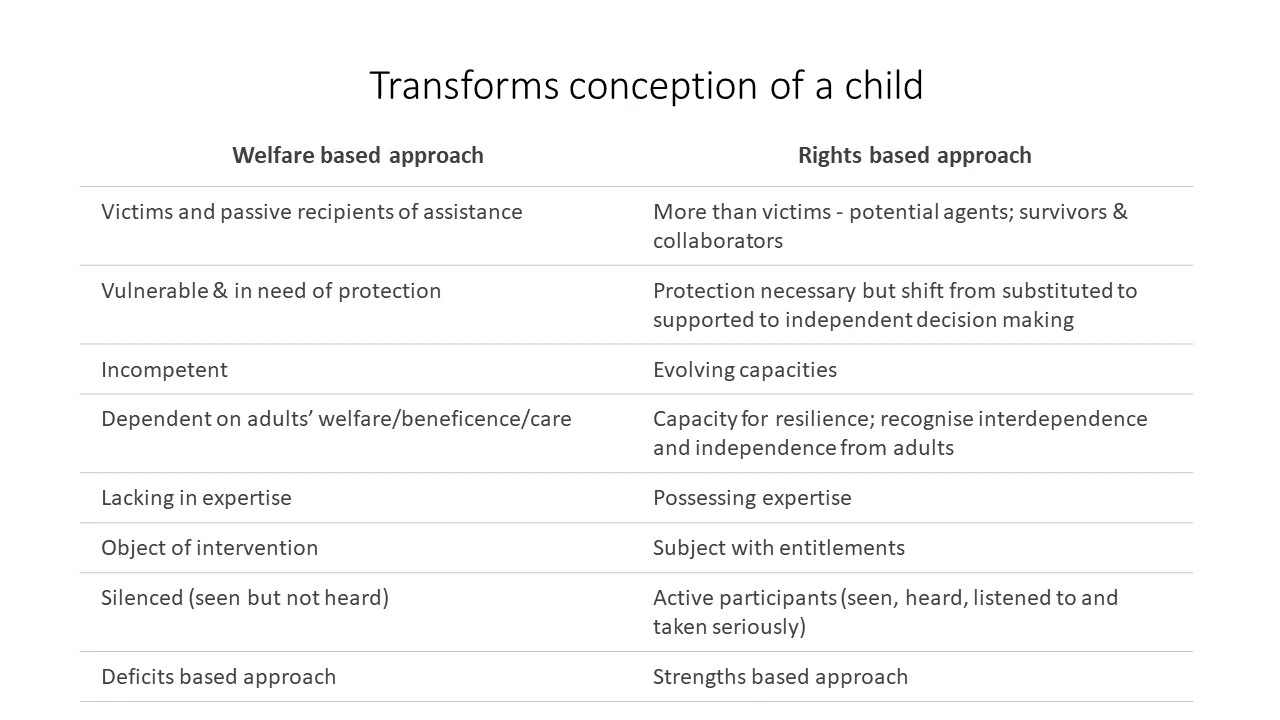 Transforms conception of a child
Welfare based approach
Rights based approach
Victims and passive recipients of assistance
More than victims - potential agents; survivors &
collaborators
Vulnerable & in need of protection
Protection necessary but shift from substituted to
supported to independent decision making
Incompetent
Evolving capacities
Dependent on adults’ welfare/beneficence/care
Capacity for resilience; recognise interdependence
and independence from adults
Lacking in expertise
Possessing expertise
Object of intervention
Subject with entitlements
Silenced (seen but not heard)
Active participants (seen, heard, listened to and
taken seriously)
Deficits based approach
Strengths based approach